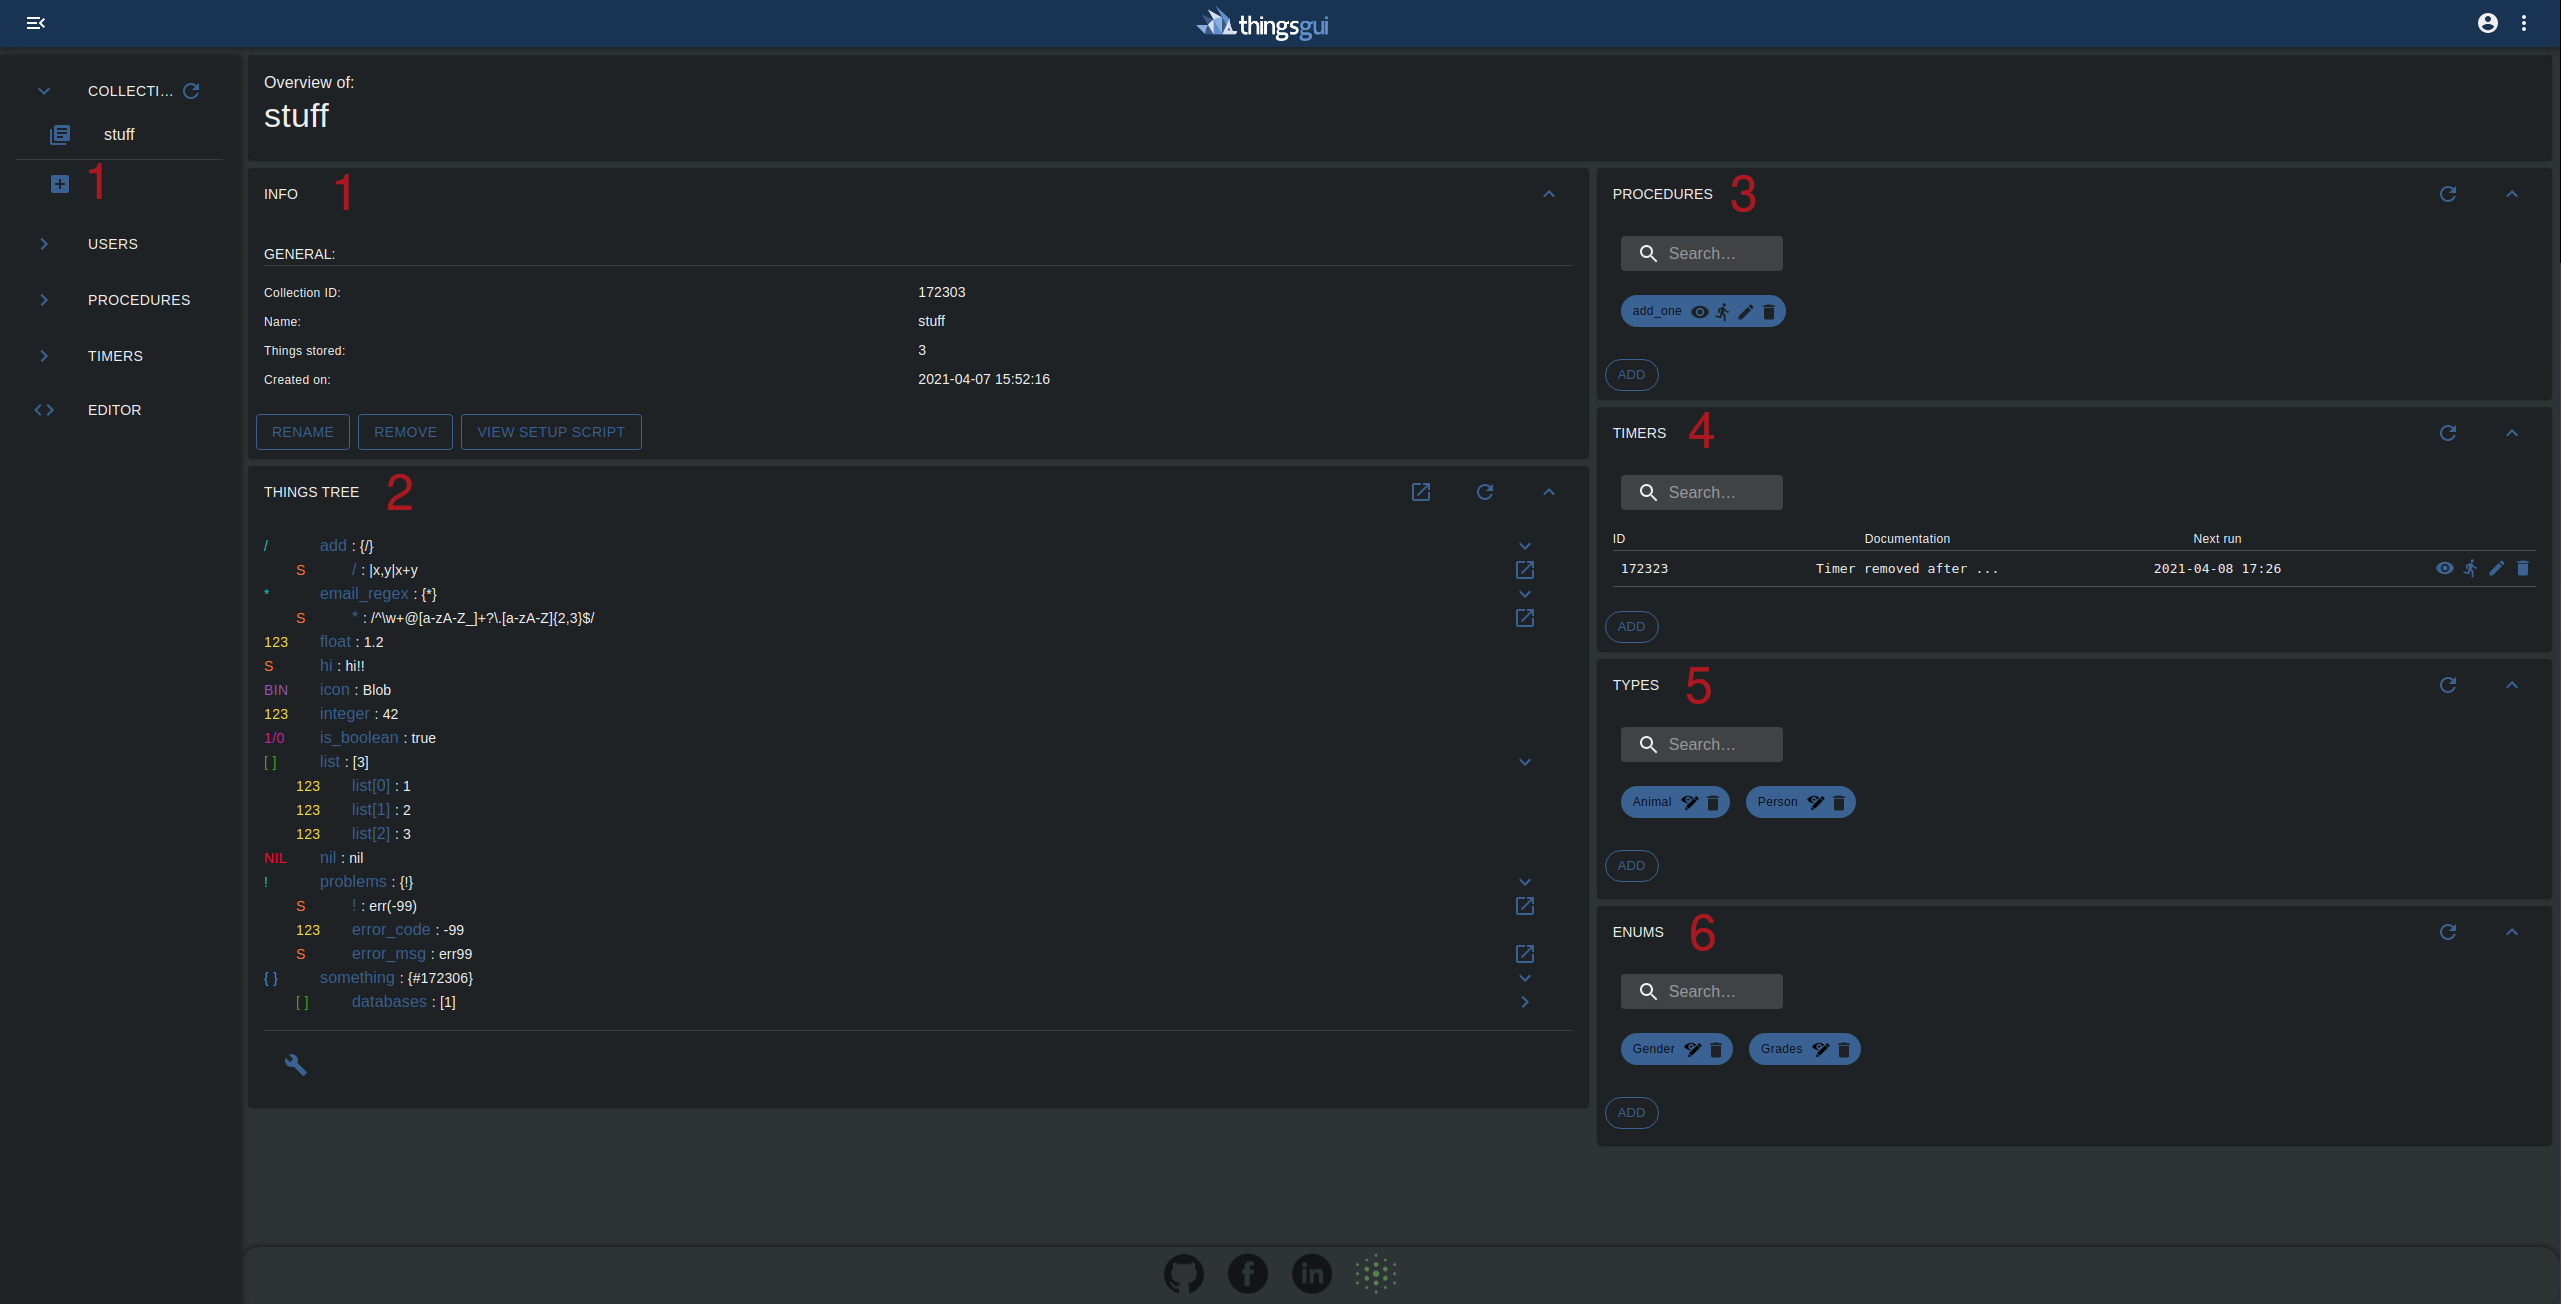 thingsgui
COLLECTI...
stuff
1
USERS
PROCEDURES
TIMERS
EDITOR
Overview of:
stuff
INFO 1
GENERAL:
Collection ID: 172303
Name: stuff
Things stored: 3
Created on: 2021-04-07 15:52:16
RENAME REMOVE VIEW SETUP SCRIPT
THINGS TREE 2
/ add : {/}
S / : |x,y|x+y
* email_regex : {*}
S * : /^\w+@[a-zA-Z_]+?\.[a-zA-Z]{2,3}$/
123 float : 1.2
S hi : hi!!
BIN icon : Blob
123 integer : 42
1/0 is_boolean : true
[ ] list : [3]
123 list[0] : 1
123 list[1] : 2
123 list[2] : 3
NIL nil : nil
! problems : {!}
S ! : err(-99)
123 error_code : -99
S error_msg : err99
{ } something : {#172306}
[ ] databases : [1]
PROCEDURES 3
Search…
add_one
ADD
TIMERS 4
Search…
ID Documentation Next run
172323 Timer removed after ... 2021-04-08 17:26
ADD
TYPES 5
Search…
Animal Person
ADD
ENUMS 6
Search…
Gender Grades
ADD